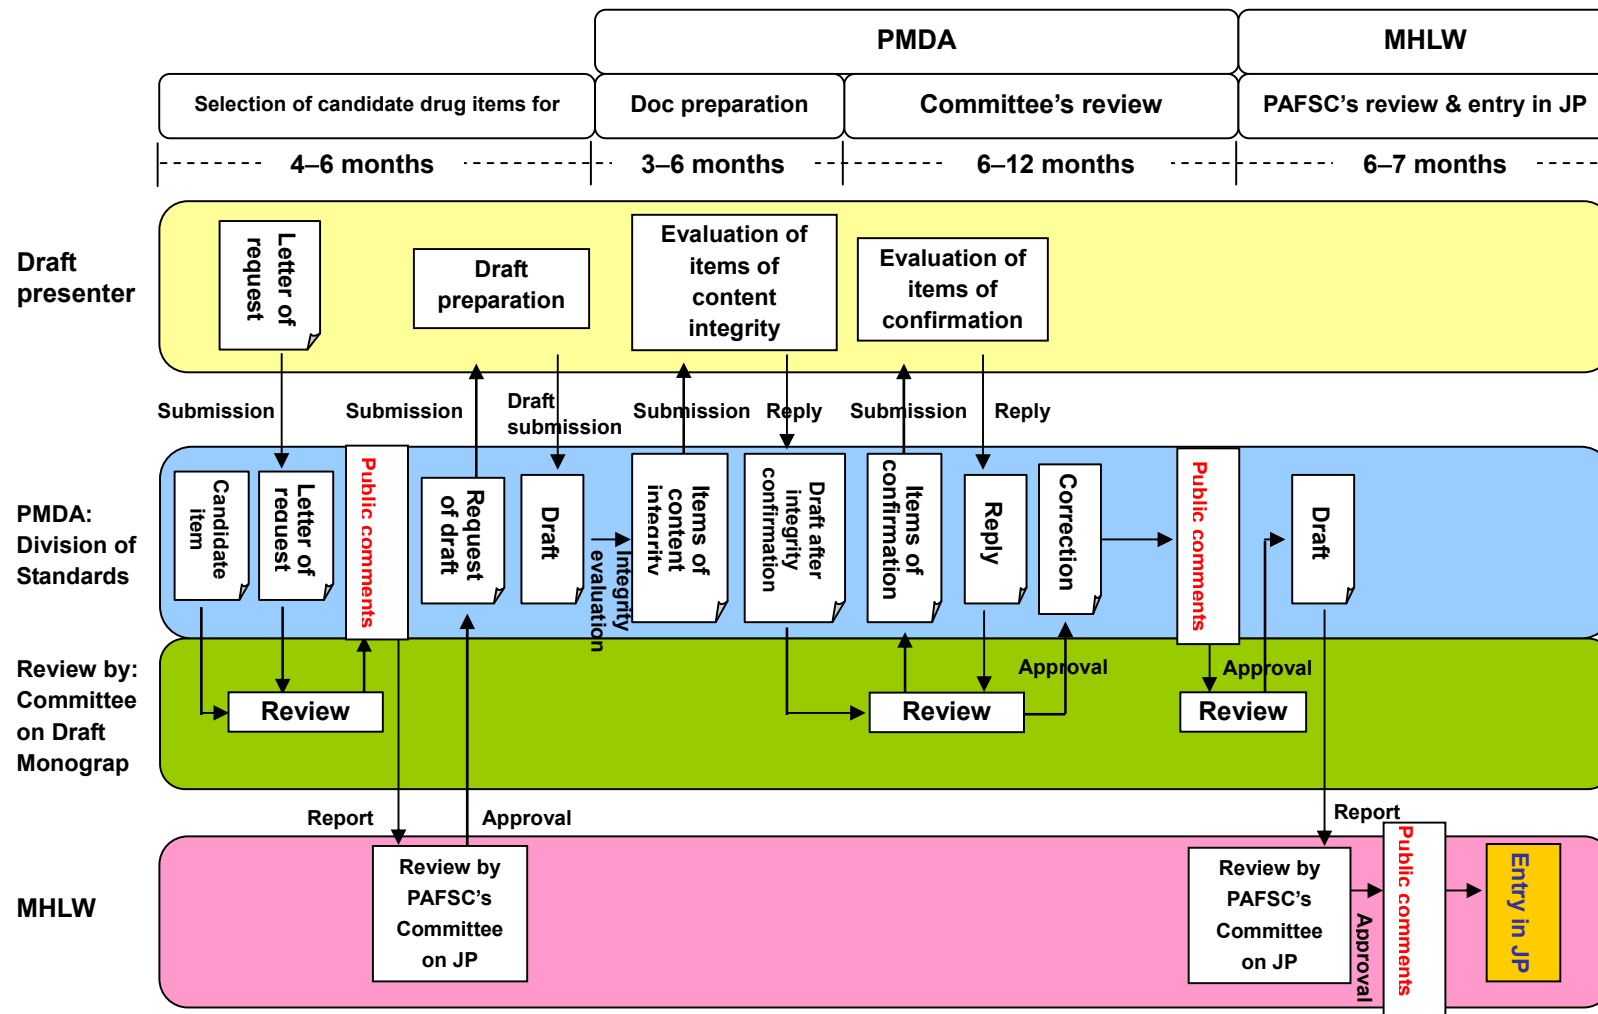 PMDA
MHLW
Selection of candidate drug items for
Doc preparation
Committee's review
PAFSC's review & entry in JP
4–6 months
3–6 months
6–12 months
6–7 months
Draft
presenter
Letter of
request
Draft
preparation
Evaluation of
items of
content
integrity
Evaluation of
items of
confirmation
Submission
Submission
Draft
submission
Submission
Reply
Submission
Reply
PMDA:
Division of
Standards
Candidate
item
Letter of
request
Public comments
Request
of draft
Draft
Integrity
evaluation
Items of
content
integrity
Draft after
integrity
confirmation
Items of
confirmation
Reply
Correction
Public comments
Draft
Review by:
Committee
on Draft
Monograp
Review
Review
Approval
Review
Approval
Report
Approval
Report
MHLW
Review by
PAFSC's
Committee
on JP
Review by
PAFSC's
Committee
on JP
Approval
Public comments
Entry in JP